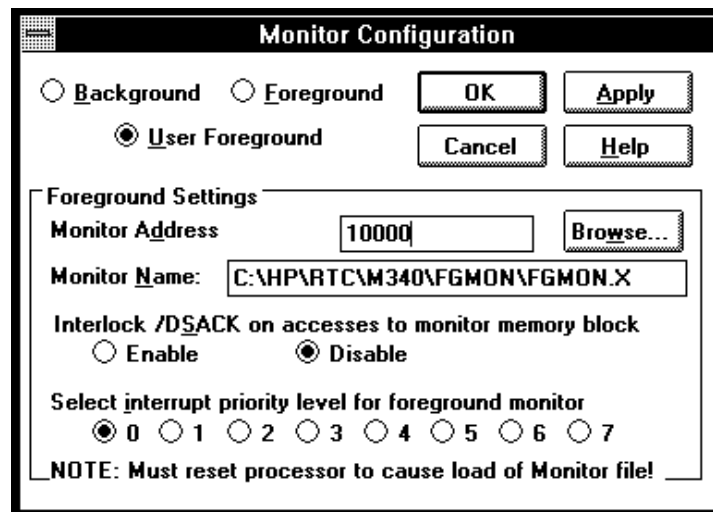 Monitor Configuration
Background Foreground OK Apply
User Foreground Cancel Help
Foreground Settings
Monitor Address 10000 Browse...
Monitor Name: C:\HP\RTC\M340\FGMON\FGMON.X
Interlock /DSACK on accesses to monitor memory block
Enable Disable
Select interrupt priority level for foreground monitor
0 1 2 3 4 5 6 7
NOTE: Must reset processor to cause load of Monitor file!